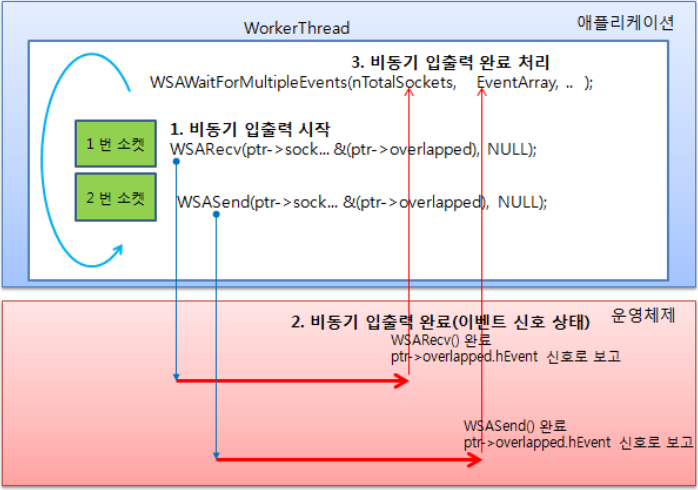 애플리케이션
WorkerThread
3. 비동기 입출력 완료 처리
WSAWaitForMultipleEvents(nTotalSockets, EventArray, .. );
1. 비동기 입출력 시작
1 번 소켓
WSARecv(ptr->sock... &(ptr->overlapped), NULL);
2 번 소켓
WSASend(ptr->sock... &(ptr->overlapped), NULL);
운영체제
2. 비동기 입출력 완료(이벤트 신호 상태)
WSARecv() 완료
ptr->overlapped.hEvent 신호로 보고
WSASend() 완료
ptr->overlapped.hEvent 신호로 보고